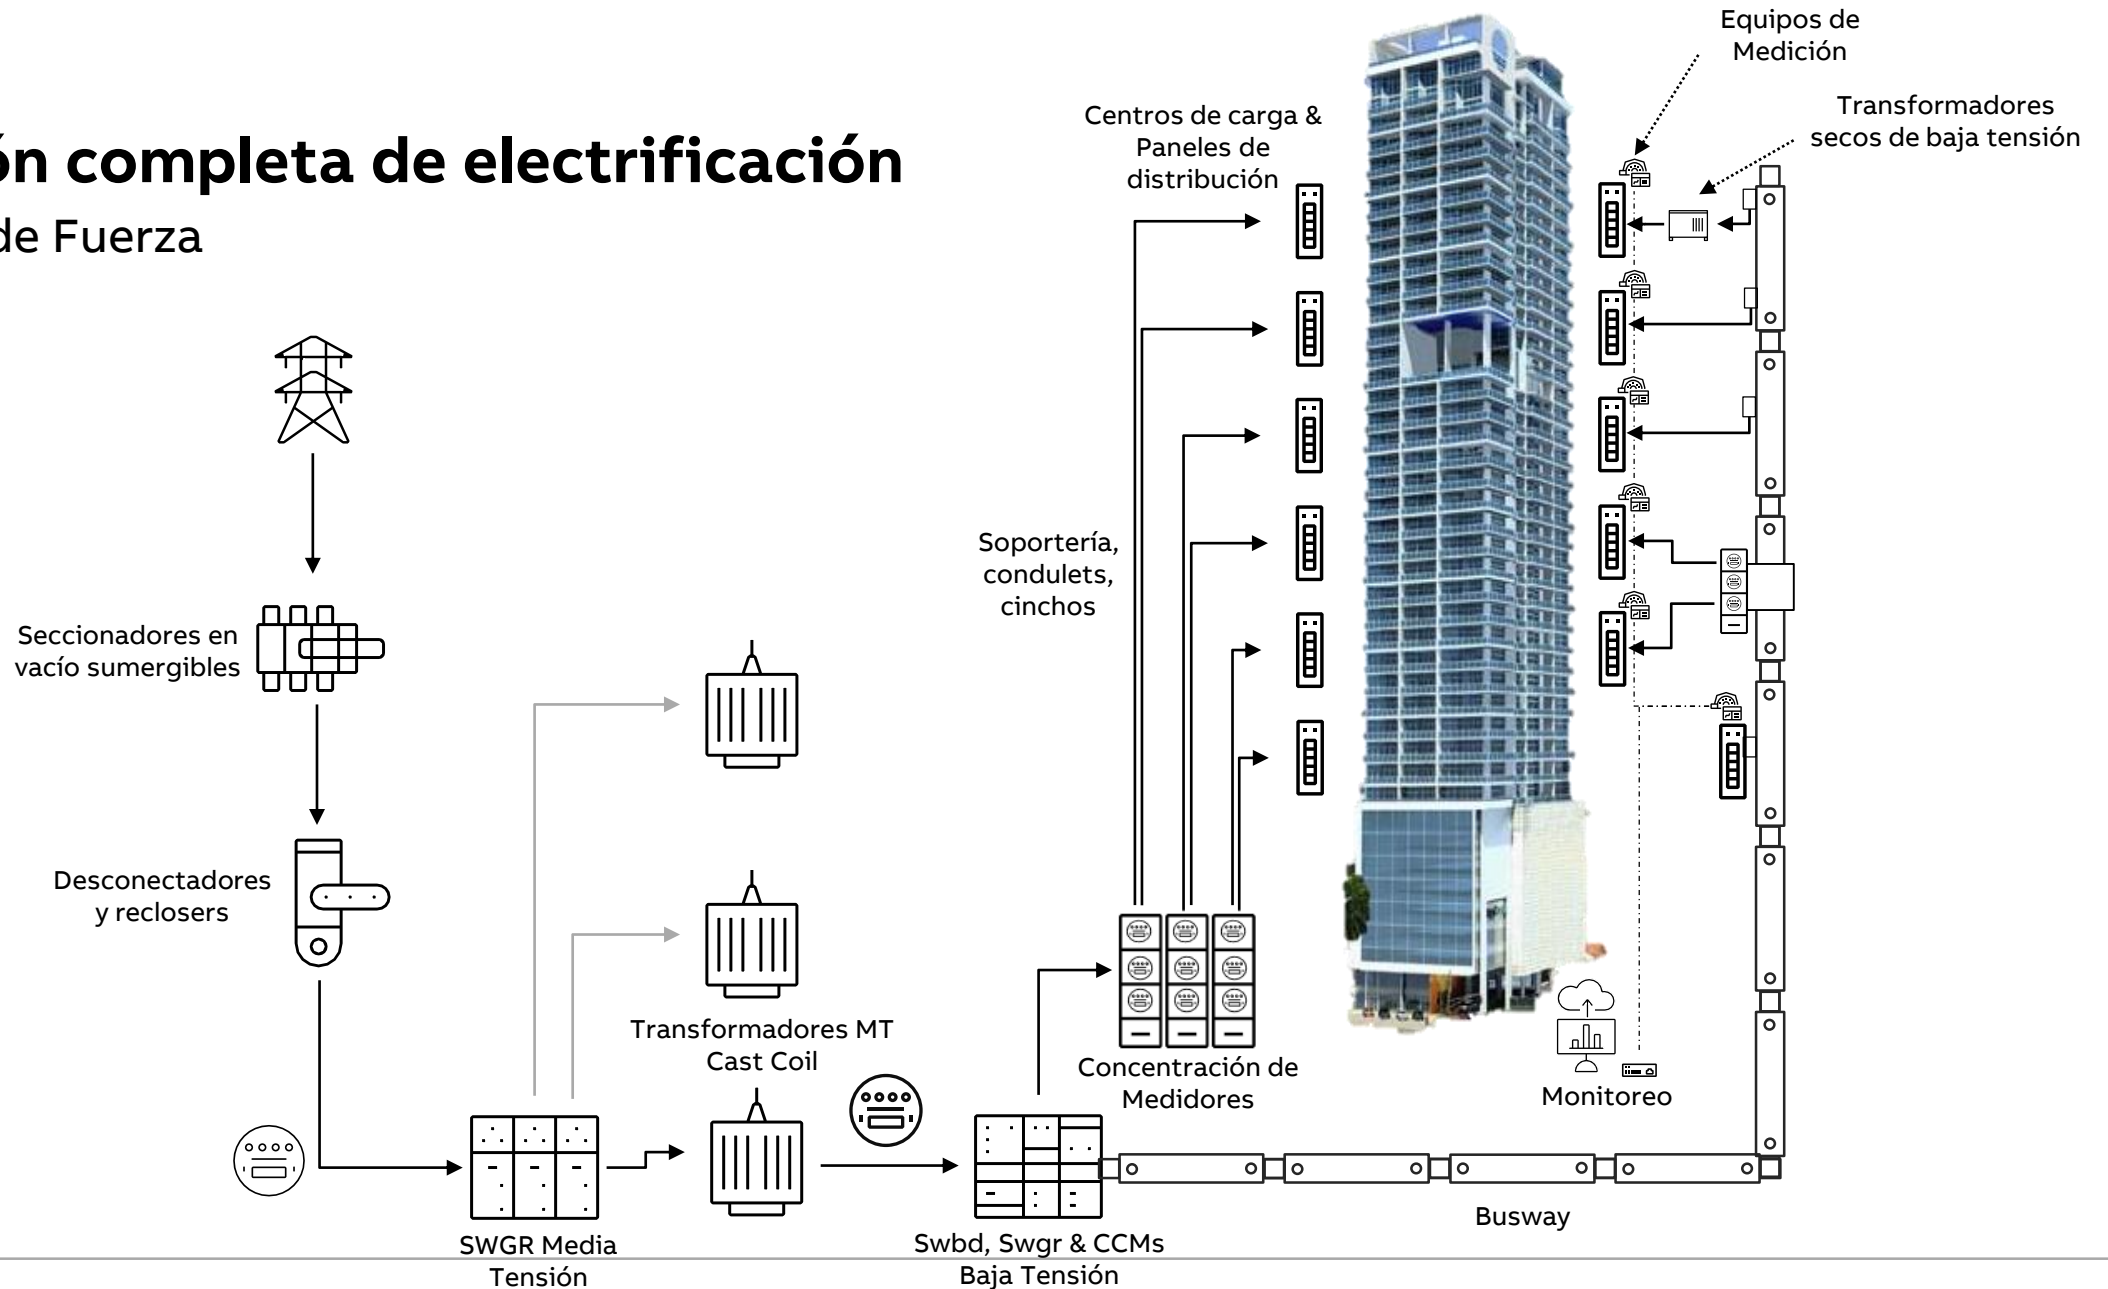 ón completa de electrificación
de Fuerza
Equipos de
Medición
Centros de carga &
Paneles de
distribución
Transformadores
secos de baja tensión
Soportería,
condulets,
cinchos
Seccionadores en
vacío sumergibles
Desconectadores
y reclosers
Transformadores MT
Cast Coil
Concentración de
Medidores
Monitoreo
Busway
SWGR Media
Tensión
Swbd, Swgr & CCMs
Baja Tensión